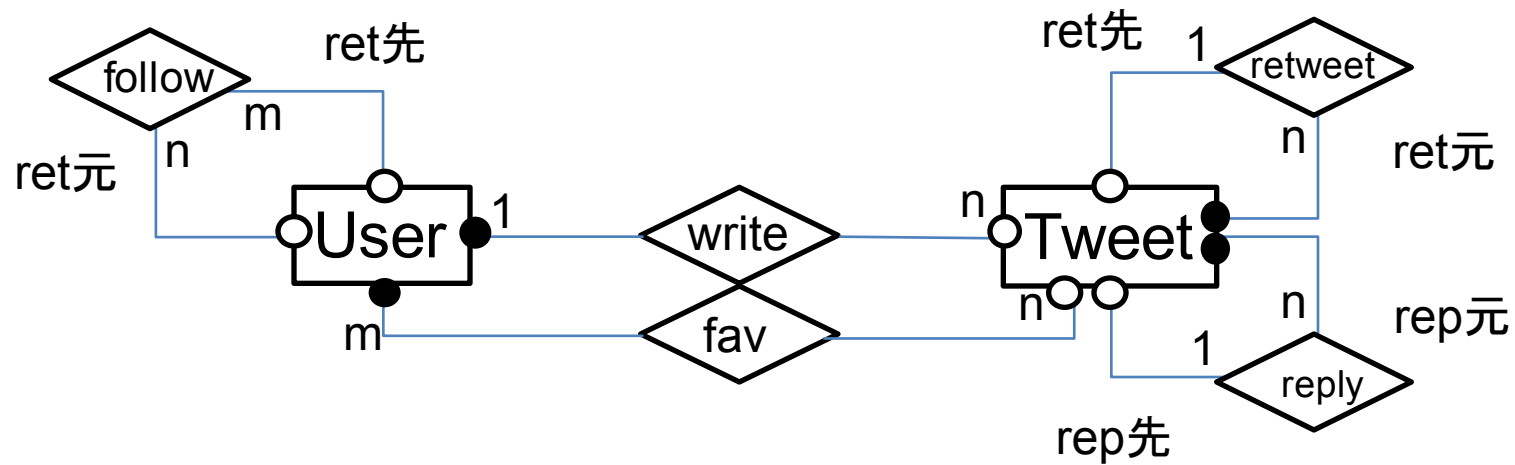 ret先
follow
m
n
ret元
User
1
m
write
fav
n
Tweet
n
ret先
1
retweet
n
ret元
n
rep元
1
reply
rep先